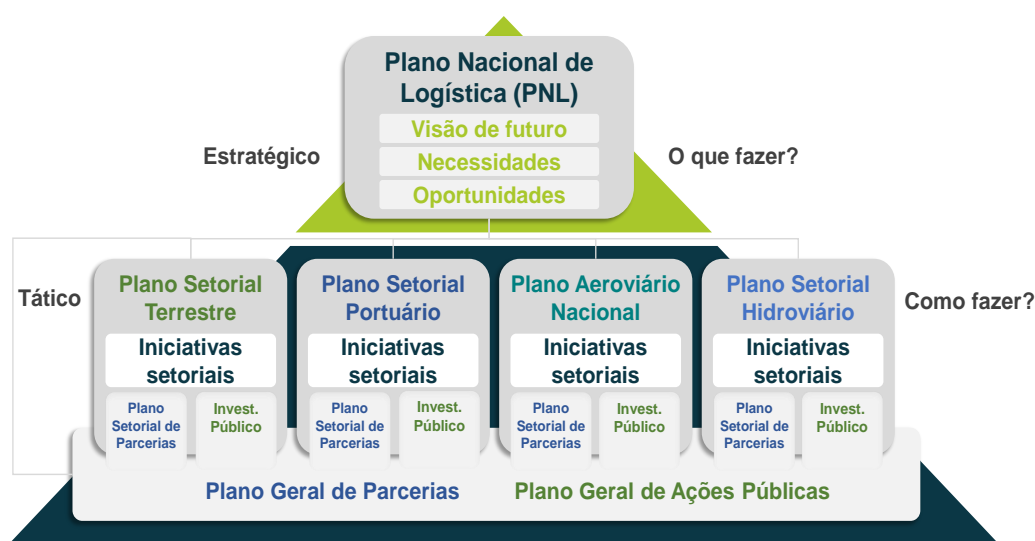 Plano Nacional de
Logística (PNL)
Visão de futuro
Necessidades
Oportunidades
Estratégico
O que fazer?
Tático
Como fazer?
Plano Setorial
Terrestre
Iniciativas
setoriais
Plano
Setorial de
Parcerias
Invest.
Público
Plano Setorial
Portuário
Iniciativas
setoriais
Plano
Setorial de
Parcerias
Invest.
Público
Plano Aeroviário
Nacional
Iniciativas
setoriais
Plano
Setorial de
Parcerias
Invest.
Público
Plano Setorial
Hidroviário
Iniciativas
setoriais
Plano
Setorial de
Parcerias
Invest.
Público
Plano Geral de Parcerias
Plano Geral de Ações Públicas